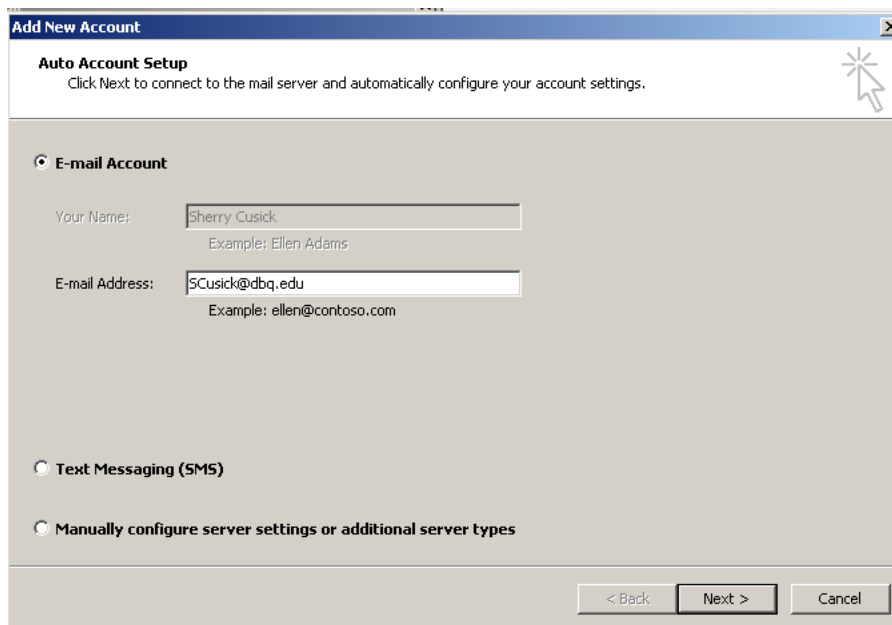 Add New Account
Auto Account Setup
Click Next to connect to the mail server and automatically configure your account settings.
E-mail Account
Your Name:
Sherry Cusick
Example: Ellen Adams
E-mail Address:
SCusick@dbq.edu
Example: ellen@contoso.com
Text Messaging (SMS)
Manually configure server settings or additional server types
< Back
Next >
Cancel